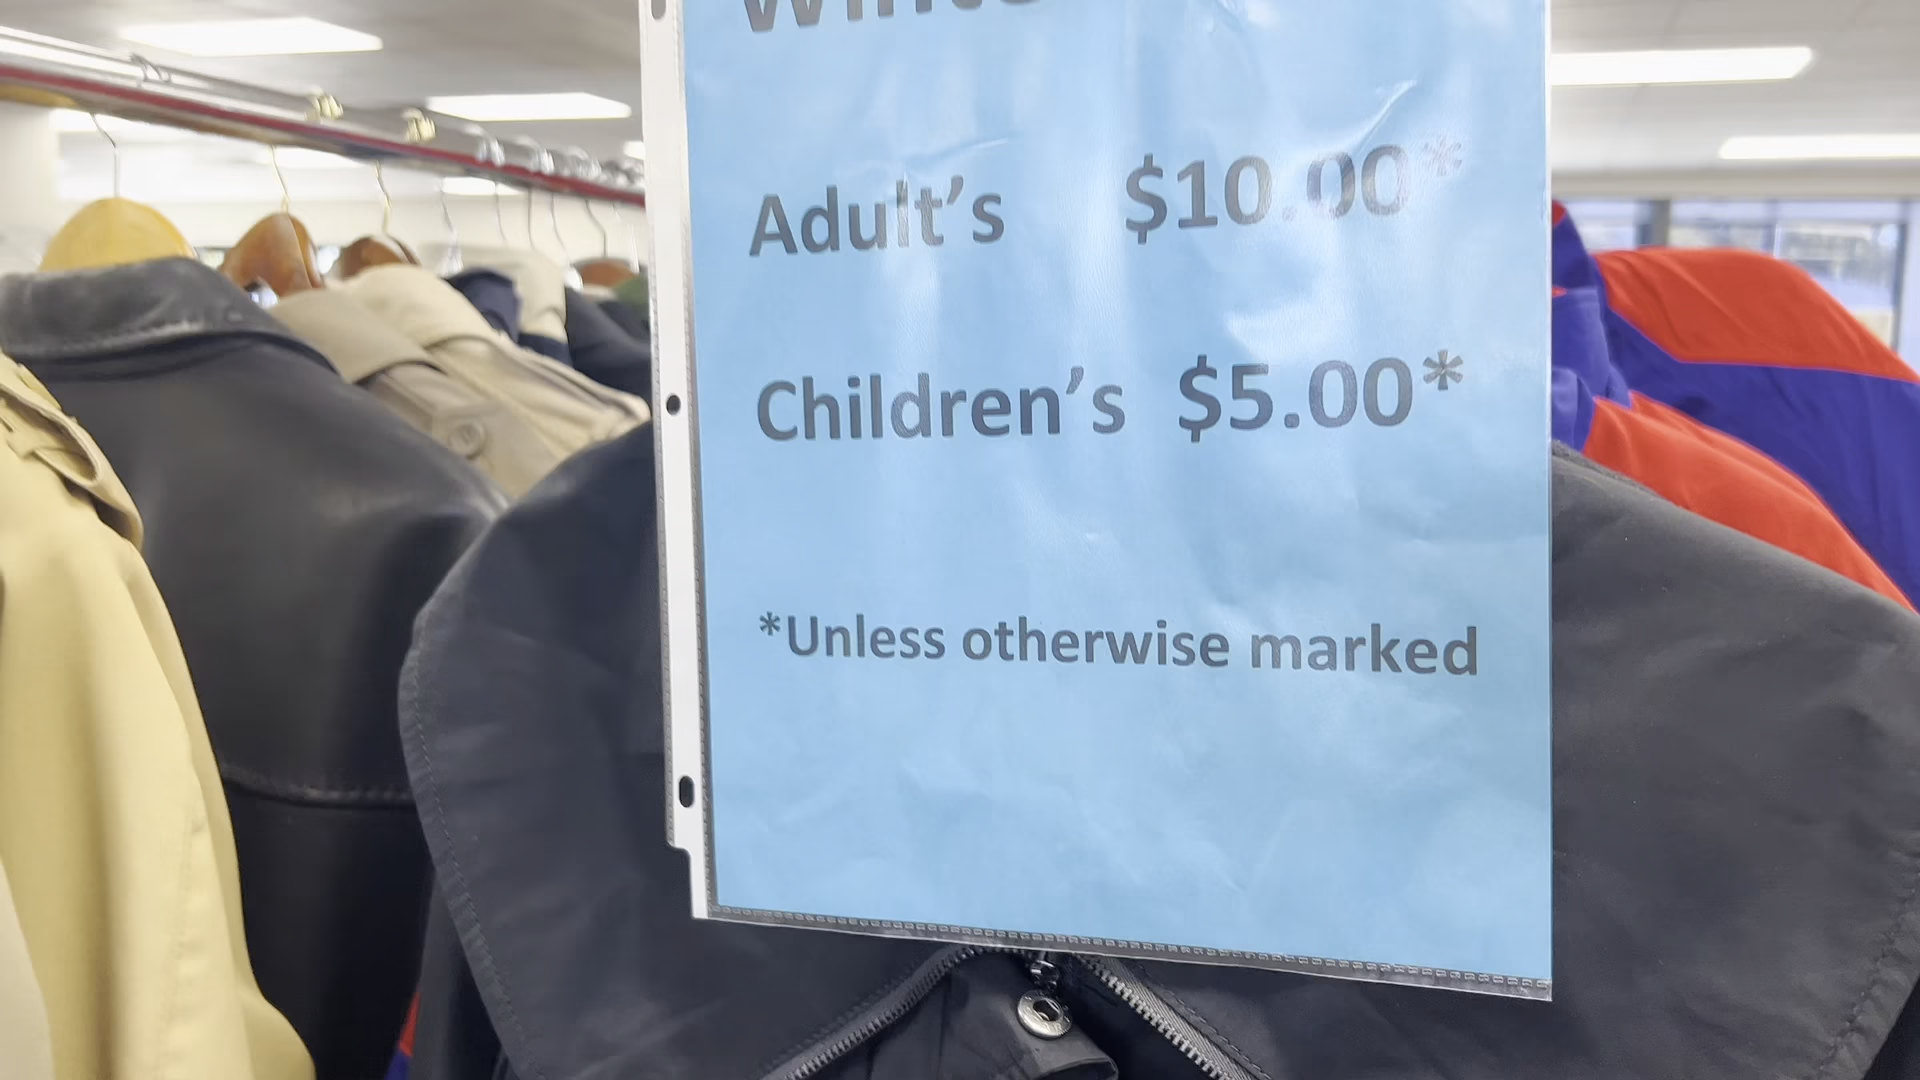 Adult's $10.00*
Children's $5.00*
*Unless otherwise marked